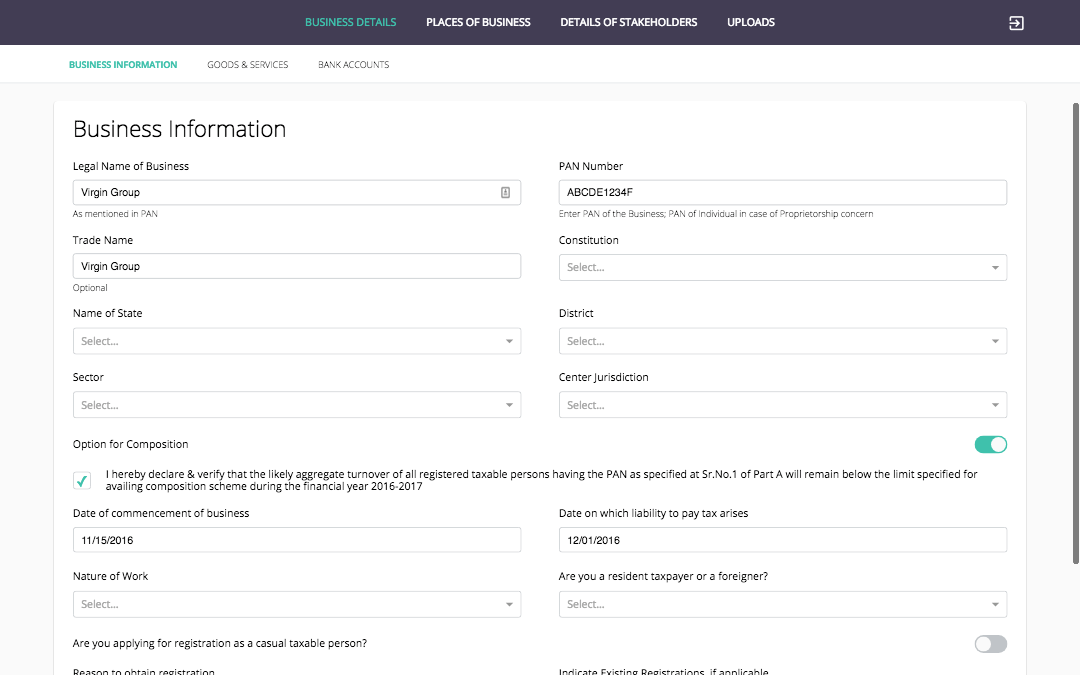 BUSINESS DETAILS PLACES OF BUSINESS DETAILS OF STAKEHOLDERS UPLOADS
BUSINESS INFORMATION GOODS & SERVICES BANK ACCOUNTS
Business Information
Legal Name of Business PAN Number
Virgin Group ABCDE1234F
As mentioned in PAN Enter PAN of the Business; PAN of Individual in case of Proprietorship concern
Trade Name Constitution
Virgin Group Select...
Optional
Name of State District
Select... Select...
Sector Center Jurisdiction
Select... Select...
Option for Composition
I hereby declare & verify that the likely aggregate turnover of all registered taxable persons having the PAN as specified at Sr.No.1 of Part A will remain below the limit specified for
availing composition scheme during the financial year 2016-2017
Date of commencement of business Date on which liability to pay tax arises
11/15/2016 12/01/2016
Nature of Work Are you a resident taxpayer or a foreigner?
Select... Select...
Are you applying for registration as a casual taxable person?
Reason to obtain registration Indicate Existing Registrations, if applicable